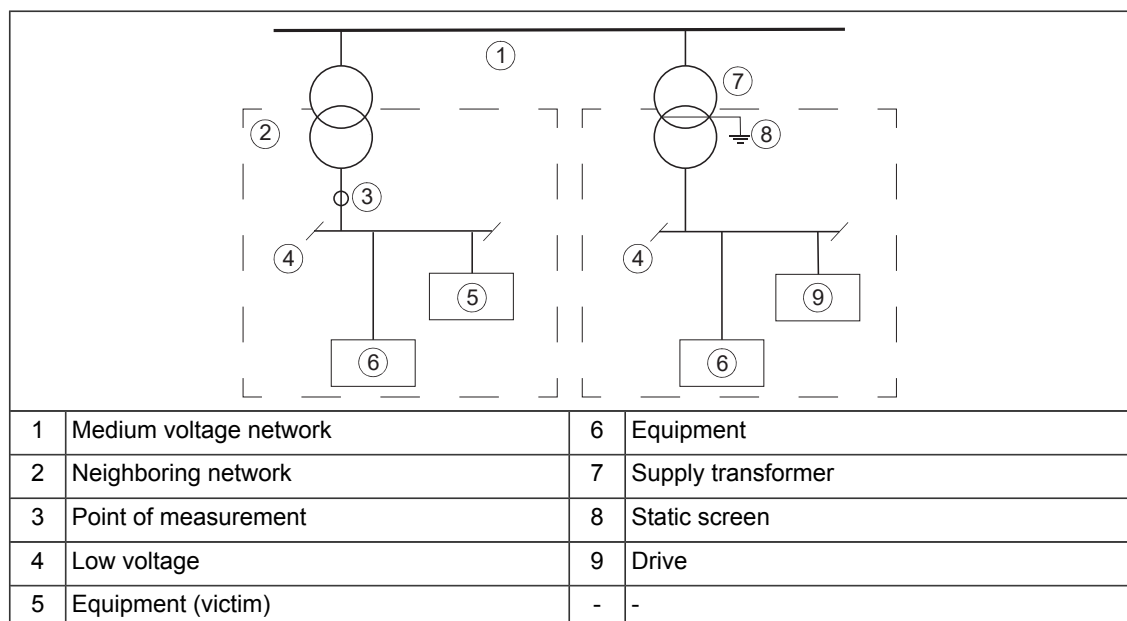 1
7
2
8
3
4
4
5
9
6
6
1 Medium voltage network 6 Equipment
2 Neighboring network 7 Supply transformer
3 Point of measurement 8 Static screen
4 Low voltage 9 Drive
5 Equipment (victim) - -